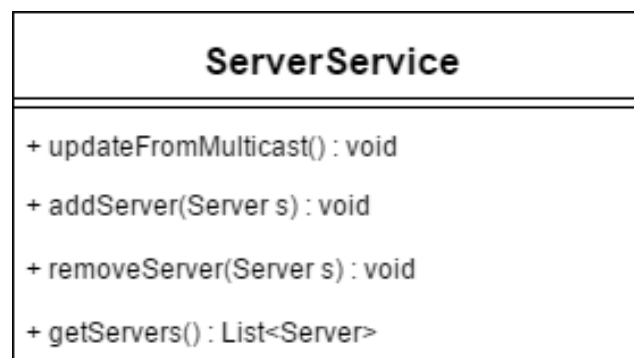 ServerService
+ updateFromMulticast() : void
+ addServer(Server s) : void
+ removeServer(Server s) : void
+ getServers() : List<Server>